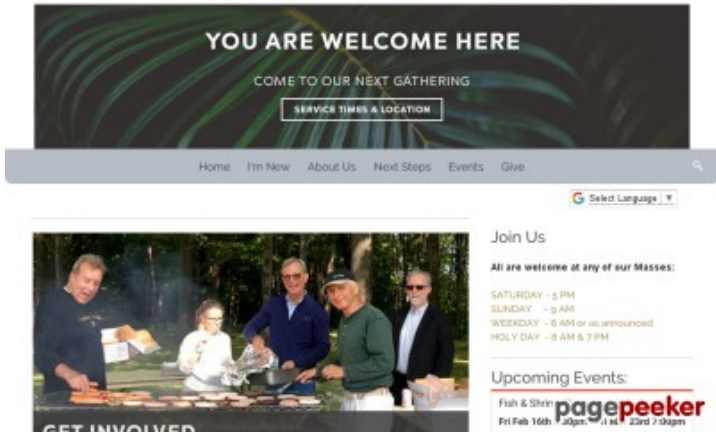 YOU ARE WELCOME HERE
COME TO OUR NEXT GATHERING
SERVICE TIMES & LOCATION
Home I'm New About Us Next Steps Events Give
G Select Language ▼
Join Us
All are welcome at any of our Masses:
SATURDAY - 5 PM
SUNDAY - 9 AM
WEEKDAY - 8 AM or as announced
HOLY DAY - 8 AM & 7 PM
Upcoming Events:
Fish & Shrim
Fri Feb 16th 23rd 7:00pm
pagepeeker
GET INVOLVED